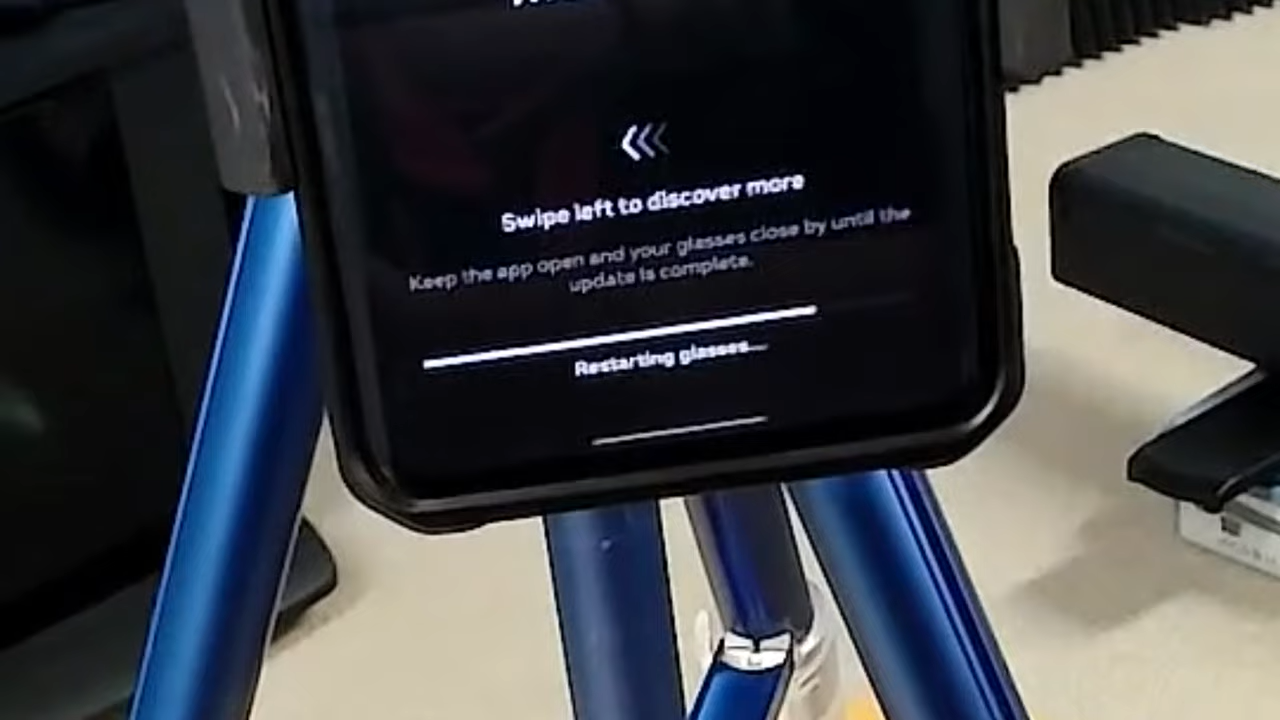 Swipe left to discover more
Keep the app open and your glasses close by until the
update is complete.
Restarting glasses...